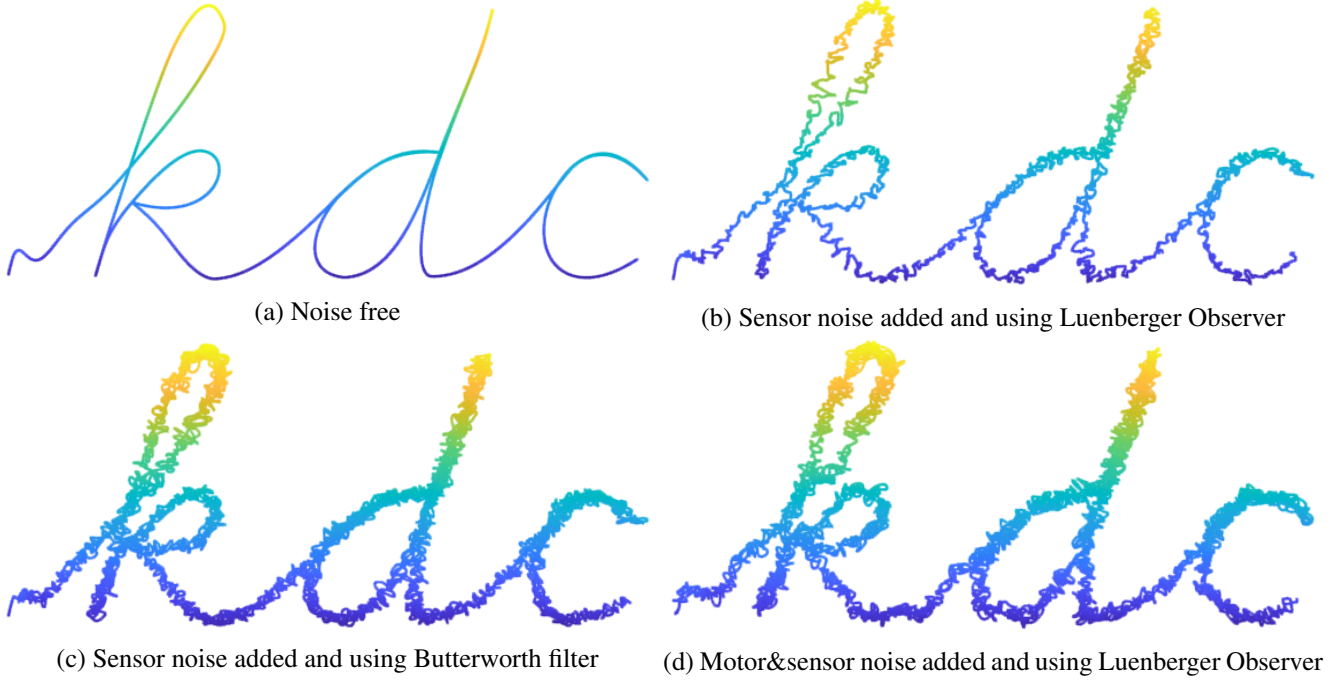 kdc
kdc
(a) Noise free
(b) Sensor noise added and using Luenberger Observer
kdc
kdc
(c) Sensor noise added and using Butterworth filter
(d) Motor&sensor noise added and using Luenberger Observer